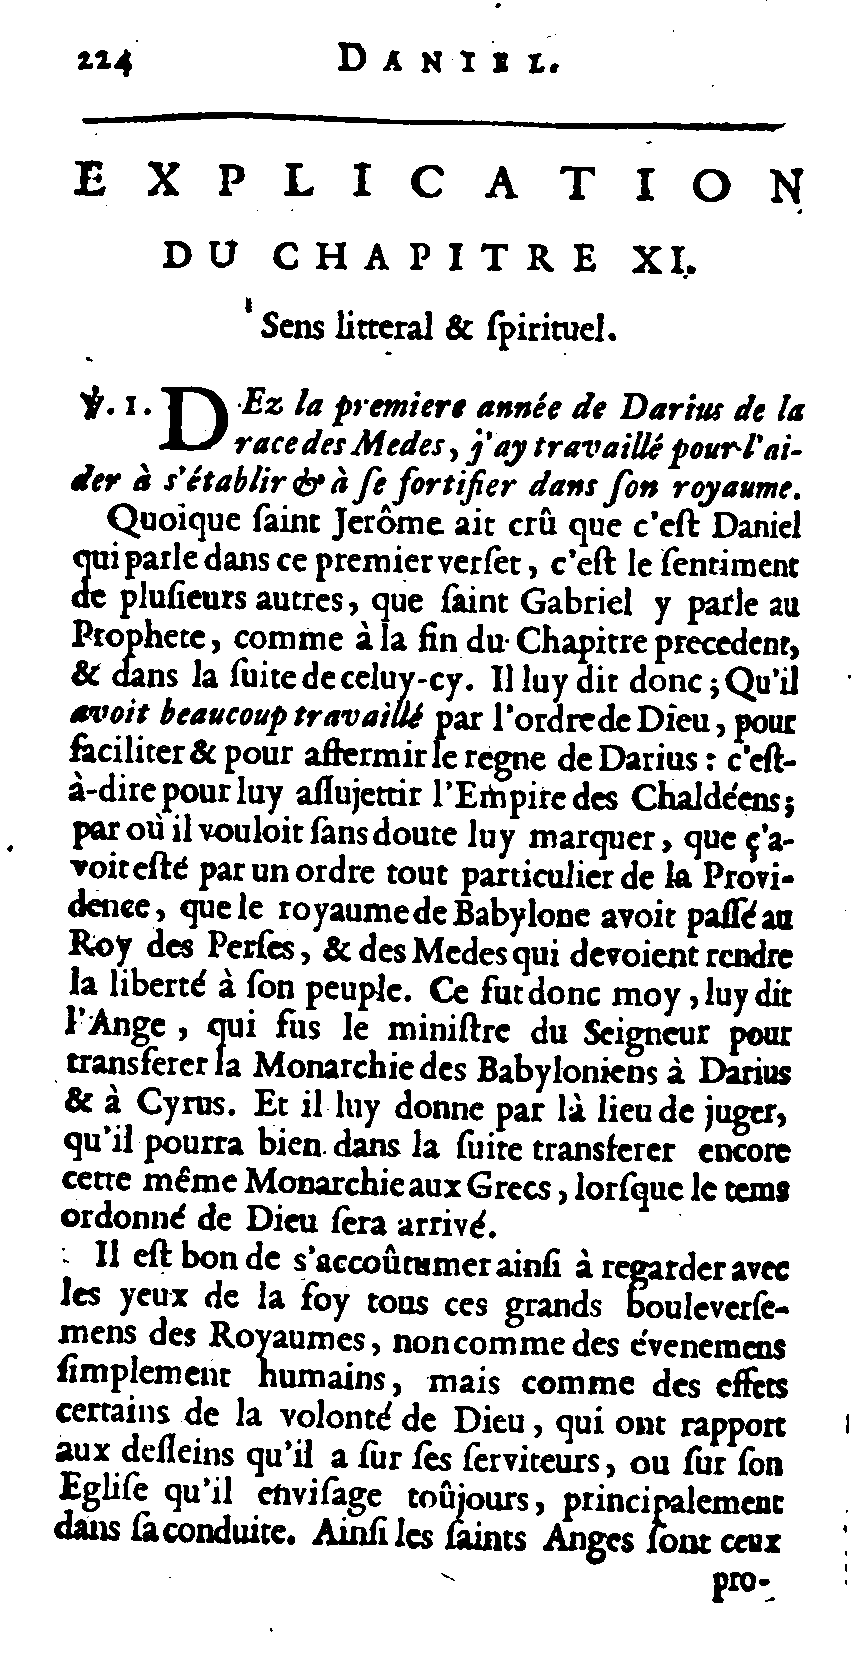 224 DANIEL.
EXPLICATION
DU CHAPITRE XI.
Sens litteral & ſpirituel.
℣. 1. DEz la premiere année de Darius de la
race des Medes, j'ay travaillé pour l'ai-
der à s'établir & à ſe fortifier dans ſon royaume.
Quoique ſaint Jerôme ait crû que c'eſt Daniel
qui parle dans ce premier verſet, c'eſt le ſentiment
de pluſieurs autres, que ſaint Gabriel y parle au
Prophete, comme à la fin du Chapitre precedent,
& dans la ſuite de celuy-cy. Il luy dit donc; Qu'il
avoit beaucoup travaillé par l'ordre de Dieu, pour
faciliter & pour affermir le regne de Darius: c'eſt-
à-dire pour luy aſſujettir l'Empire des Chaldéens;
par où il vouloit ſans doute luy marquer, que ç'a-
voit eſté par un ordre tout particulier de la Provi-
dence, que le royaume de Babylone avoit paſſé au
Roy des Perſes, & des Medes qui devoient rendre
la liberté à ſon peuple. Ce fut donc moy, luy dit
l'Ange, qui fus le miniſtre du Seigneur pour
transferer la Monarchie des Babyloniens à Darius
& à Cyrus. Et il luy donne par là lieu de juger,
qu'il pourra bien dans la ſuite transferer encore
cette même Monarchie aux Grecs, lorſque le tems
ordonné de Dieu ſera arrivé.
Il eſt bon de s'accoûtumer ainſi à regarder avec
les yeux de la foy tous ces grands bouleverſe-
mens des Royaumes, non comme des évenemens
ſimplement humains, mais comme des effets
certains de la volonté de Dieu, qui ont rapport
aux deſſeins qu'il a ſur ſes ſerviteurs, ou ſur ſon
Egliſe qu'il enviſage toûjours, principalement
dans ſa conduite. Ainſi les ſaints Anges ſont ceux
pro-